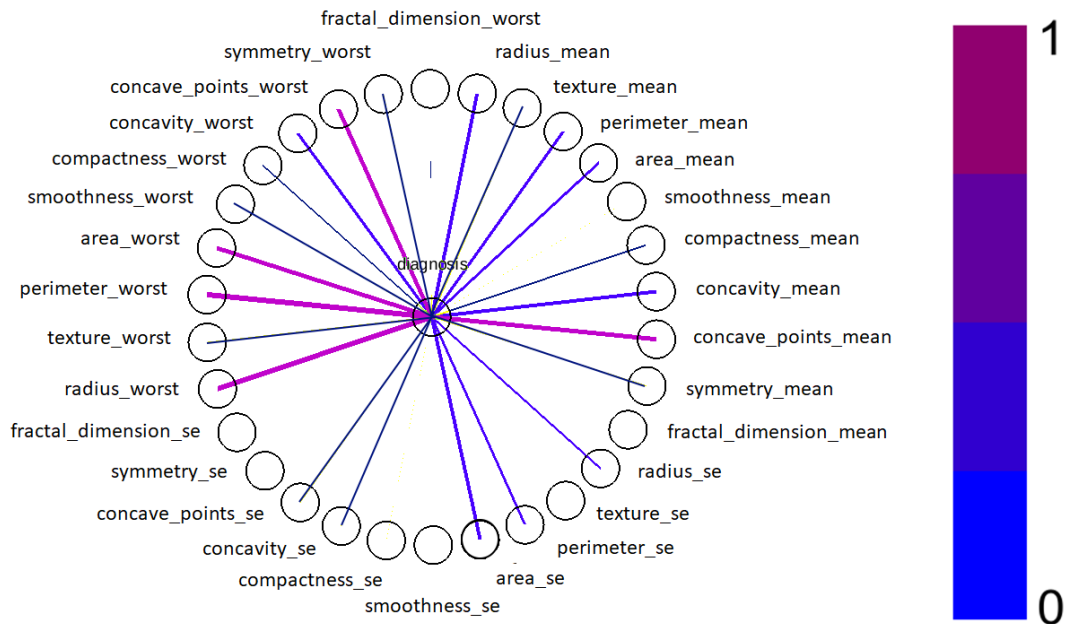 fractal_dimension_worst
symmetry_worst
radius_mean
concave_points_worst
texture_mean
concavity_worst
perimeter_mean
compactness_worst
area_mean
smoothness_worst
smoothness_mean
area_worst
compactness_mean
diagnosis
perimeter_worst
concavity_mean
texture_worst
concave_points_mean
radius_worst
symmetry_mean
fractal_dimension_se
fractal_dimension_mean
symmetry_se
radius_se
concave_points_se
texture_se
concavity_se
perimeter_se
compactness_se
area_se
smoothness_se
1
0